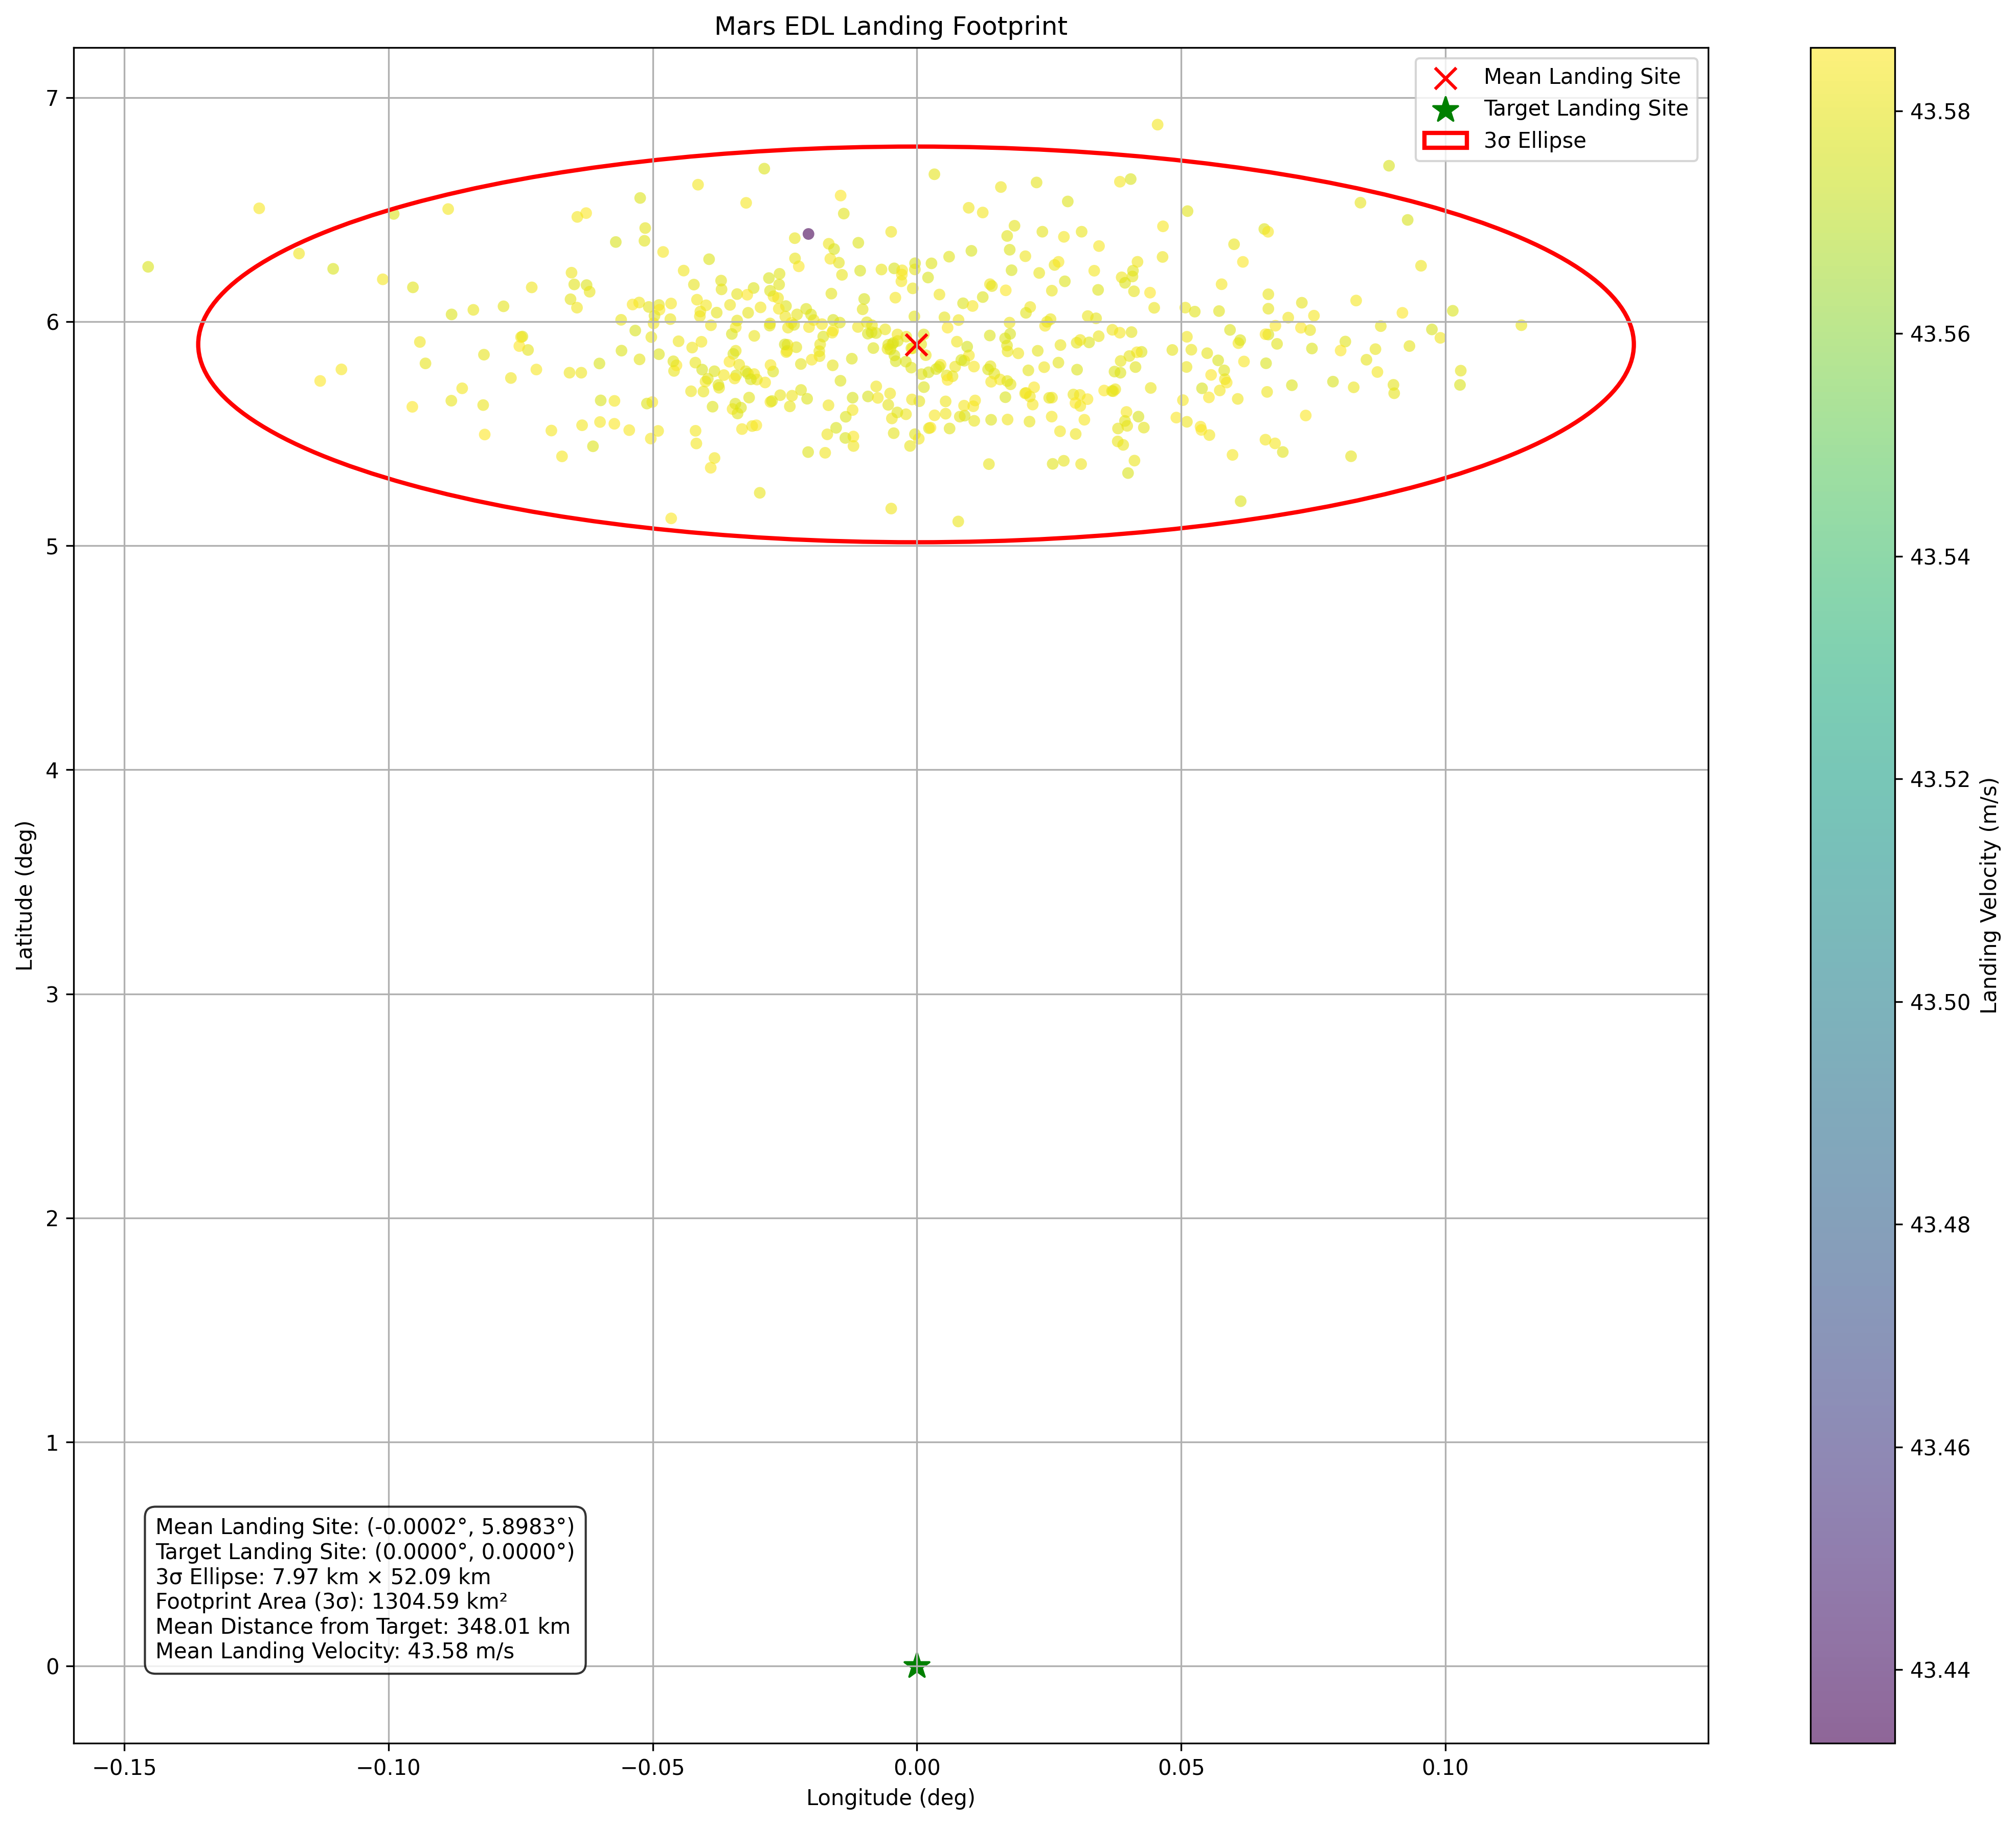 Mars EDL Landing Footprint
Mean Landing Site
Target Landing Site
3σ Ellipse
7
6
5
4
3
2
1
0
Latitude (deg)
Mean Landing Site: (-0.0002°, 5.8983°)
Target Landing Site: (0.0000°, 0.0000°)
3σ Ellipse: 7.97 km × 52.09 km
Footprint Area (3σ): 1304.59 km²
Mean Distance from Target: 348.01 km
Mean Landing Velocity: 43.58 m/s
−0.15 −0.10 −0.05 0.00 0.05 0.10
Longitude (deg)
43.58
43.56
43.54
43.52
43.50
43.48
43.46
43.44
Landing Velocity (m/s)